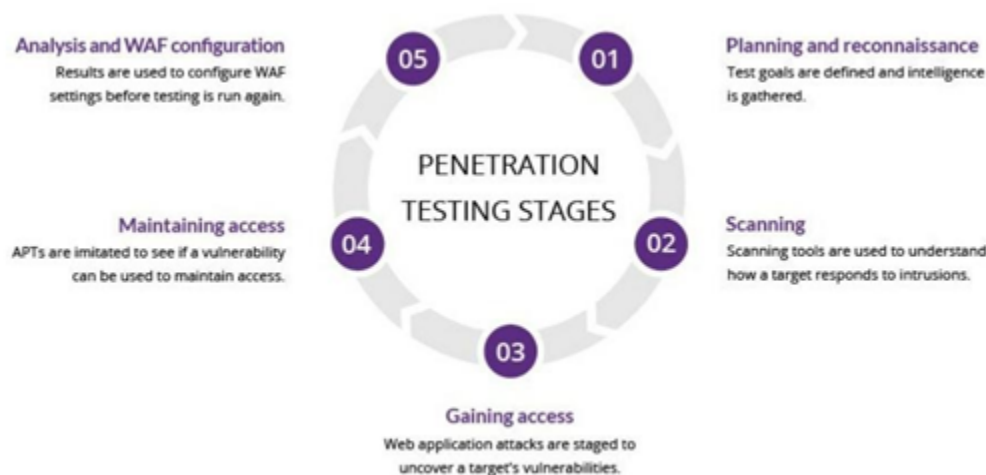 PENETRATION
TESTING STAGES
01
Planning and reconnaissance
Test goals are defined and intelligence
is gathered.
02
Scanning
Scanning tools are used to understand
how a target responds to intrusions.
03
Gaining access
Web application attacks are staged to
uncover a target's vulnerabilities.
04
Maintaining access
APTs are imitated to see if a vulnerability
can be used to maintain access.
05
Analysis and WAF configuration
Results are used to configure WAF
settings before testing is run again.